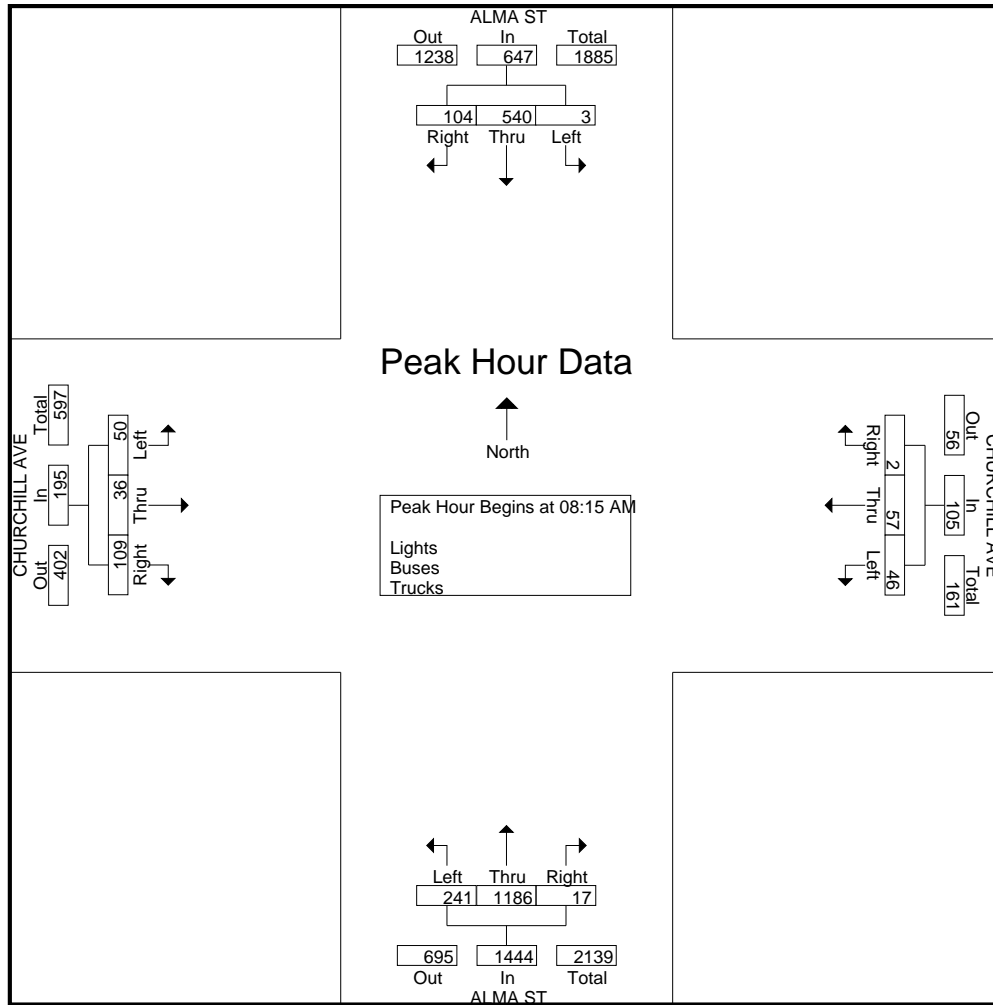 ALMA ST
Out In Total
1238 647 1885
104 540 3
Right Thru Left
Peak Hour Data
North
Peak Hour Begins at 08:15 AM
Lights
Buses
Trucks
CHURCHILL AVE
Out In Total
402 195 597
109 36 50
Right Thru Left
CHURCHILL AVE
Out In Total
56 105 161
Right Thru Left
2 57 46
Left Thru Right
241 1186 17
695 1444 2139
Out In Total
ALMA ST